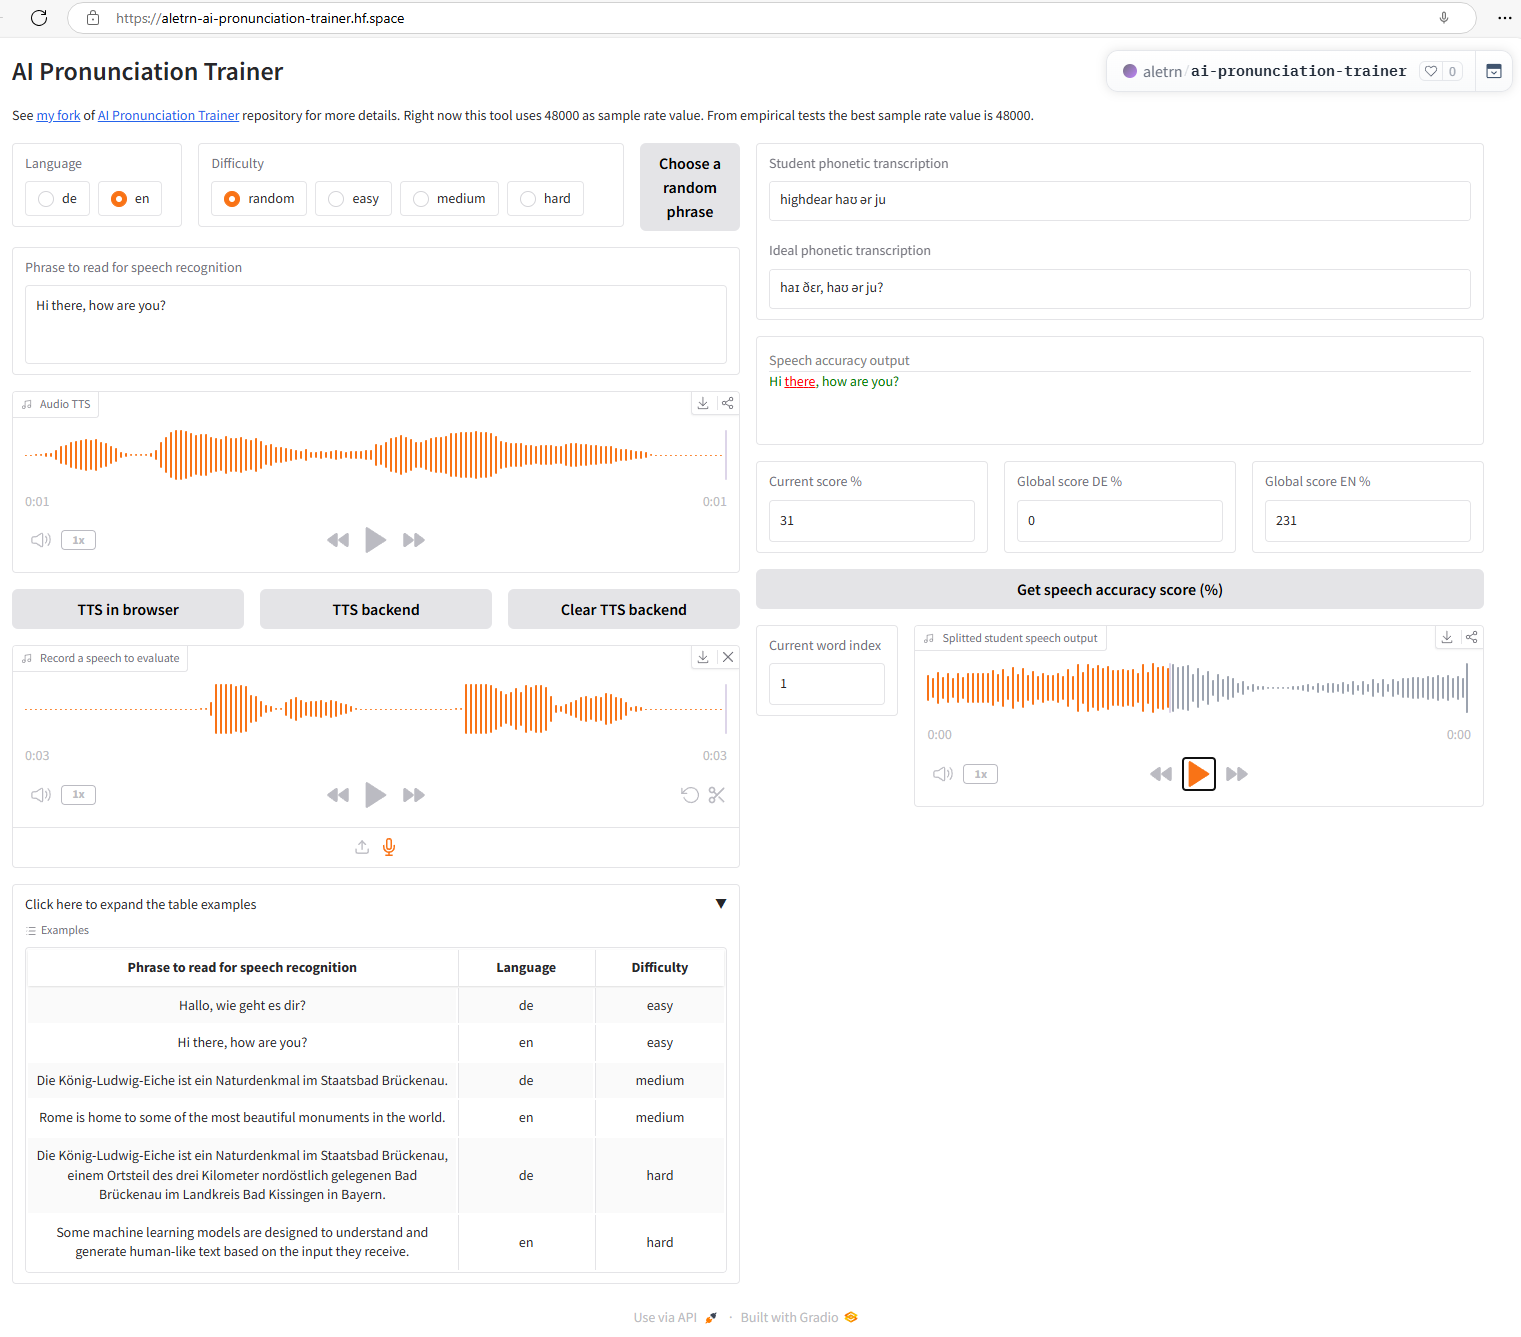 https://aletrn-ai-pronunciation-trainer.hf.space
AI Pronunciation Trainer
aletrn/ai-pronunciation-trainer 0
See my fork of AI Pronunciation Trainer repository for more details. Right now this tool uses 48000 as sample rate value. From empirical tests the best sample rate value is 48000.
Language
de
en
Difficulty
random
easy
medium
hard
Choose a
random
phrase
Phrase to read for speech recognition
Hi there, how are you?
Audio TTS
0:01
0:01
1x
TTS in browser
TTS backend
Clear TTS backend
Record a speech to evaluate
0:03
0:03
1x
Click here to expand the table examples
Examples
Phrase to read for speech recognition Language Difficulty
Hallo, wie geht es dir? de easy
Hi there, how are you? en easy
Die König-Ludwig-Eiche ist ein Naturdenkmal im Staatsbad Brückenau. de medium
Rome is home to some of the most beautiful monuments in the world. en medium
Die König-Ludwig-Eiche ist ein Naturdenkmal im Staatsbad Brückenau,
einem Ortsteil des drei Kilometer nordöstlich gelegenen Bad
Brückenau im Landkreis Bad Kissingen in Bayern.
de hard
Some machine learning models are designed to understand and
generate human-like text based on the input they receive.
en hard
Student phonetic transcription
highdear haʊ ər ju
Ideal phonetic transcription
haɪ ðɛr, haʊ ər ju?
Speech accuracy output
Hi there, how are you?
Current score %
31
Global score DE %
0
Global score EN %
231
Get speech accuracy score (%)
Current word index
1
Splitted student speech output
0:00
0:00
1x
Use via API · Built with Gradio